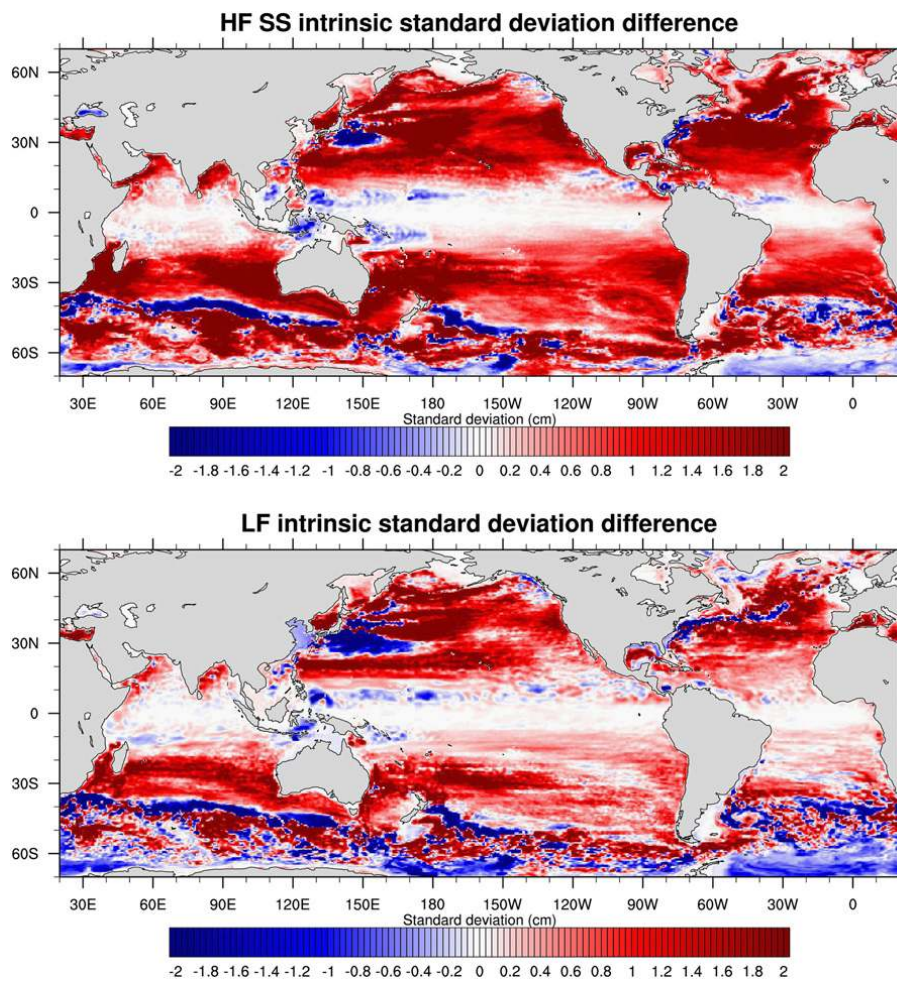 HF SS intrinsic standard deviation difference
60N
30N
0
30S
60S
30E 60E 90E 120E 150E 180 150W 120W 90W 60W 30W 0
Standard deviation (cm)
-2 -1.8 -1.6 -1.4 -1.2 -1 -0.8 -0.6 -0.4 -0.2 0 0.2 0.4 0.6 0.8 1 1.2 1.4 1.6 1.8 2
LF intrinsic standard deviation difference
60N
30N
0
30S
60S
30E 60E 90E 120E 150E 180 150W 120W 90W 60W 30W 0
Standard deviation (cm)
-2 -1.8 -1.6 -1.4 -1.2 -1 -0.8 -0.6 -0.4 -0.2 0 0.2 0.4 0.6 0.8 1 1.2 1.4 1.6 1.8 2